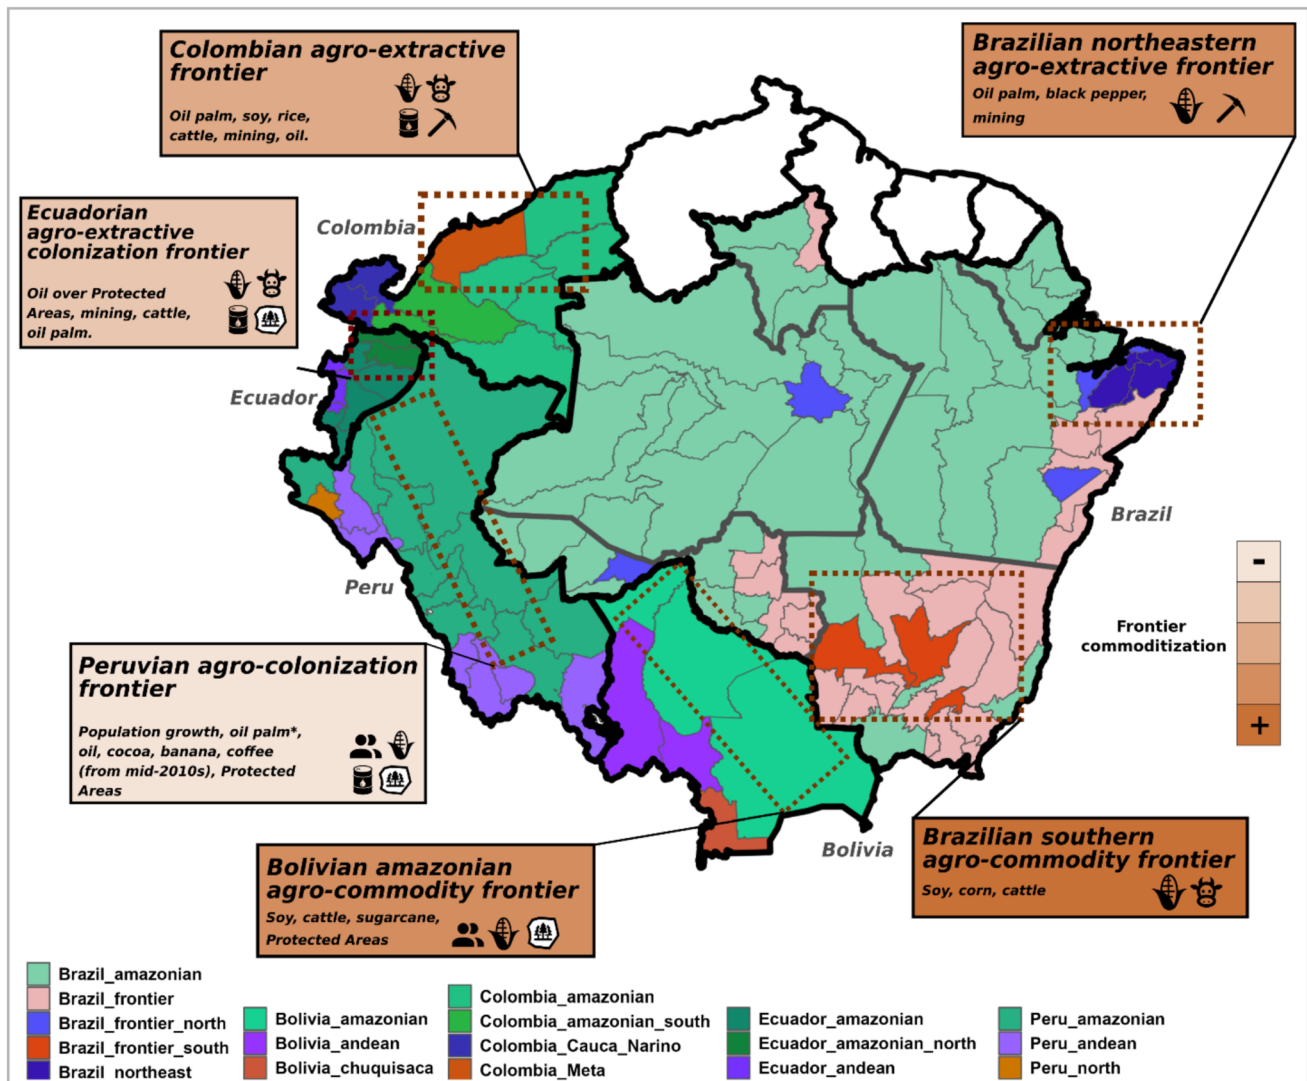 Colombian agro-extractive
frontier
Oil palm, soy, rice,
cattle, mining, oil.
Brazilian northeastern
agro-extractive frontier
Oil palm, black pepper,
mining
Ecuadorian
agro-extractive
colonization frontier
Oil over Protected
Areas, mining, cattle,
oil palm.
Colombia
Ecuador
Peru
Brazil
Bolivia
Frontier
commoditization
-
+
Peruvian agro-colonization
frontier
Population growth, oil palm*,
oil, cocoa, banana, coffee
(from mid-2010s), Protected
Areas
Bolivian amazonian
agro-commodity frontier
Soy, cattle, sugarcane,
Protected Areas
Brazilian southern
agro-commodity frontier
Soy, corn, cattle
Brazil_amazonian
Brazil_frontier
Brazil_frontier_north
Brazil_frontier_south
Brazil_northeast
Bolivia_amazonian
Bolivia_andean
Bolivia_chuquisaca
Colombia_amazonian
Colombia_amazonian_south
Colombia_Cauca_Narino
Colombia_Meta
Ecuador_amazonian
Ecuador_amazonian_north
Ecuador_andean
Peru_amazonian
Peru_andean
Peru_north